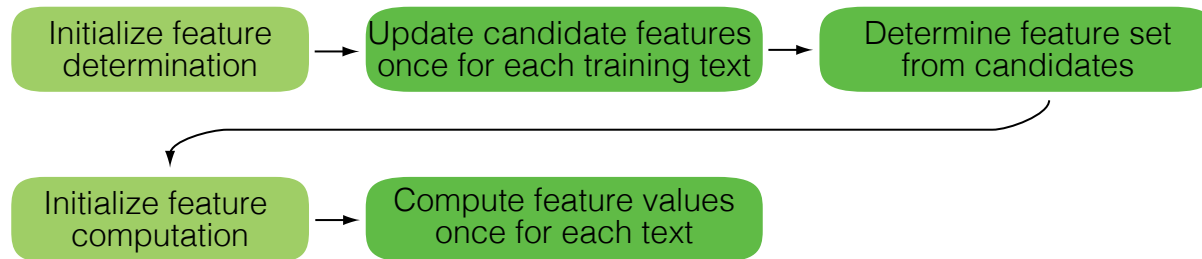 Initialize feature
determination
Update candidate features
once for each training text
Determine feature set
from candidates
Initialize feature
computation
Compute feature values
once for each text